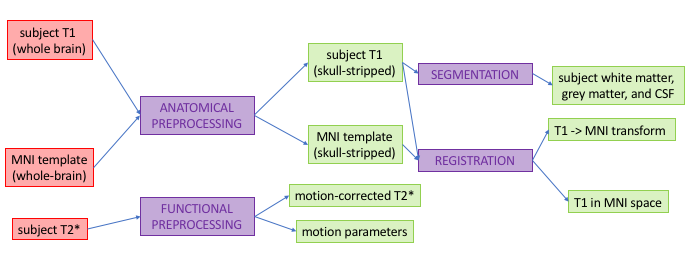 subject T1
(whole brain)
MNI template
(whole-brain)
subject T2*
ANATOMICAL
PREPROCESSING
FUNCTIONAL
PREPROCESSING
subject T1
(skull-stripped)
MNI template
(skull-stripped)
motion-corrected T2*
motion parameters
SEGMENTATION
REGISTRATION
subject white matter,
grey matter, and CSF
T1 -> MNI transform
T1 in MNI space